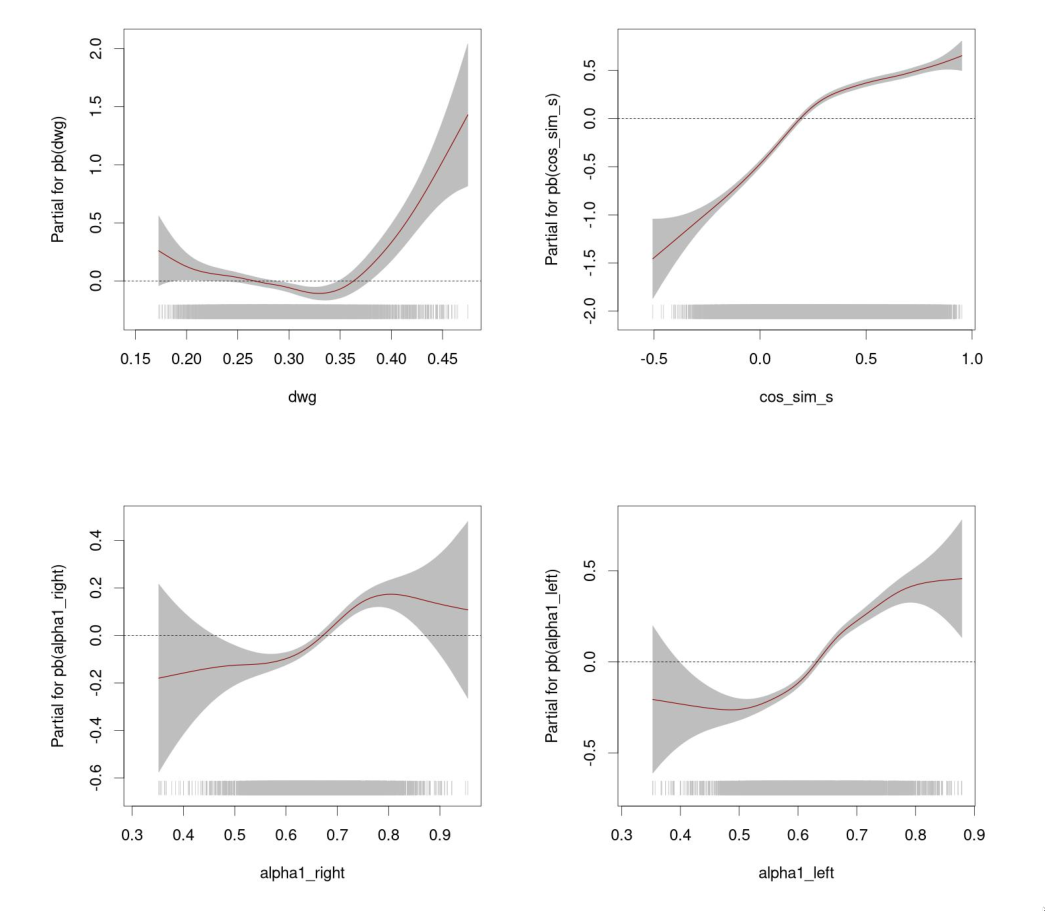 Partial for pb(dwg)
2.0
1.5
1.0
0.5
0.0
0.15 0.20 0.25 0.30 0.35 0.40 0.45
dwg
Partial for pb(cos_sim_s)
0.5
0.0
-0.5
-1.0
-1.5
-2.0
-0.5 0.0 0.5 1.0
cos_sim_s
Partial for pb(alpha1_right)
0.4
0.2
0.0
-0.2
-0.4
-0.6
0.3 0.4 0.5 0.6 0.7 0.8 0.9
alpha1_right
Partial for pb(alpha1_left)
0.5
0.0
-0.5
0.3 0.4 0.5 0.6 0.7 0.8 0.9
alpha1_left